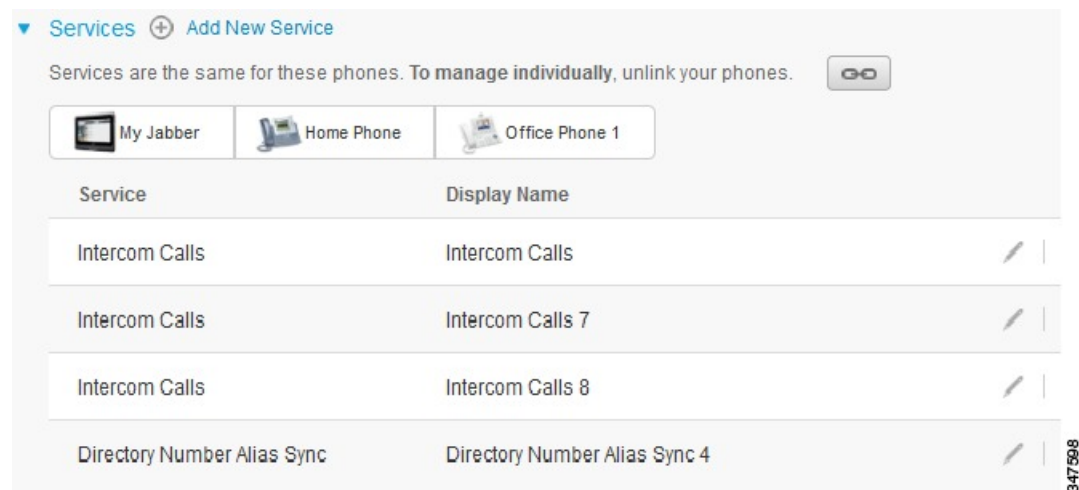 Services Add New Service
Services are the same for these phones. To manage individually, unlink your phones.
My Jabber Home Phone Office Phone 1
Service Display Name
Intercom Calls Intercom Calls
Intercom Calls Intercom Calls 7
Intercom Calls Intercom Calls 8
Directory Number Alias Sync Directory Number Alias Sync 4
347598